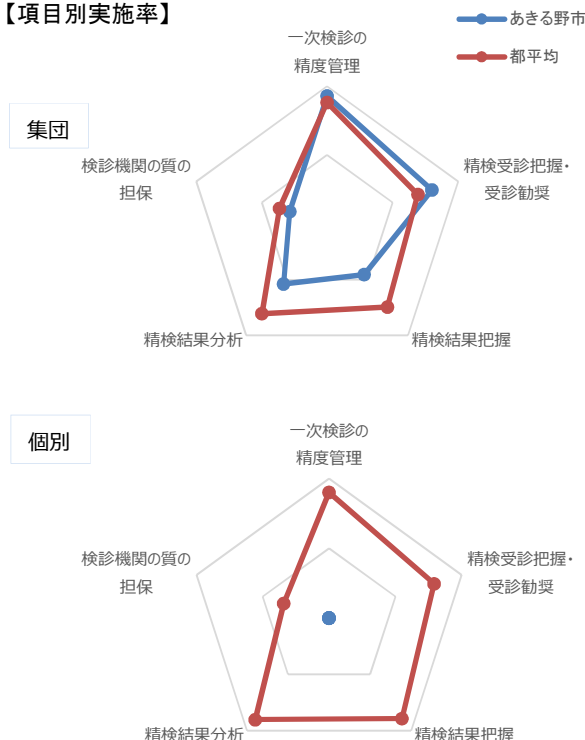 【項目別実施率】
あきる野市
都平均
集団
一次検診の
精度管理
精検受診把握・
受診勧奨
精検結果把握
精検結果分析
検診機関の質の
担保
個別
一次検診の
精度管理
精検受診把握・
受診勧奨
精検結果把握
精検結果分析
検診機関の質の
担保